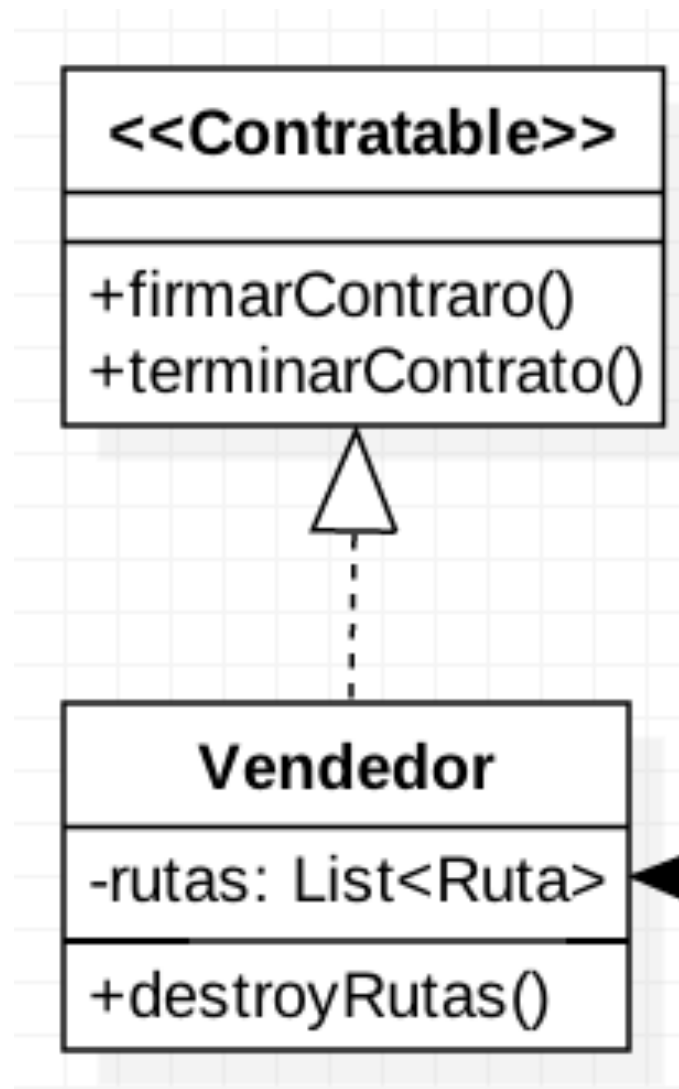 <<Contratable>>
+firmarContraro()
+terminarContrato()
Vendedor
-rutas: List<Ruta>
+destroyRutas()